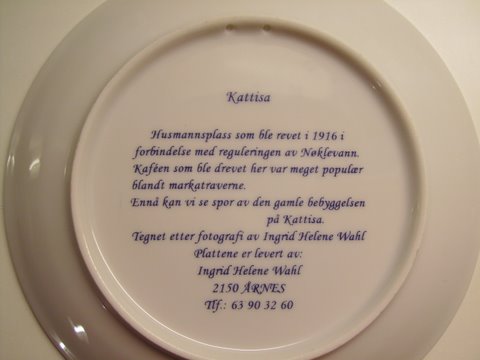 Kattisa
Husmannsplass som ble revet i 1916 i
forbindelse med reguleringen av Nøklevann.
Kaféen som ble drevet her var meget populær
blandt markatraverne.
Ennå kan vi se spor av den gamle bebyggelsen
på Kattisa.
Tegnet etter fotografi av Ingrid Helene Wahl
Plattene er levert av:
Ingrid Helene Wahl
2150 ÅRNES
Tlf.: 63 90 32 60